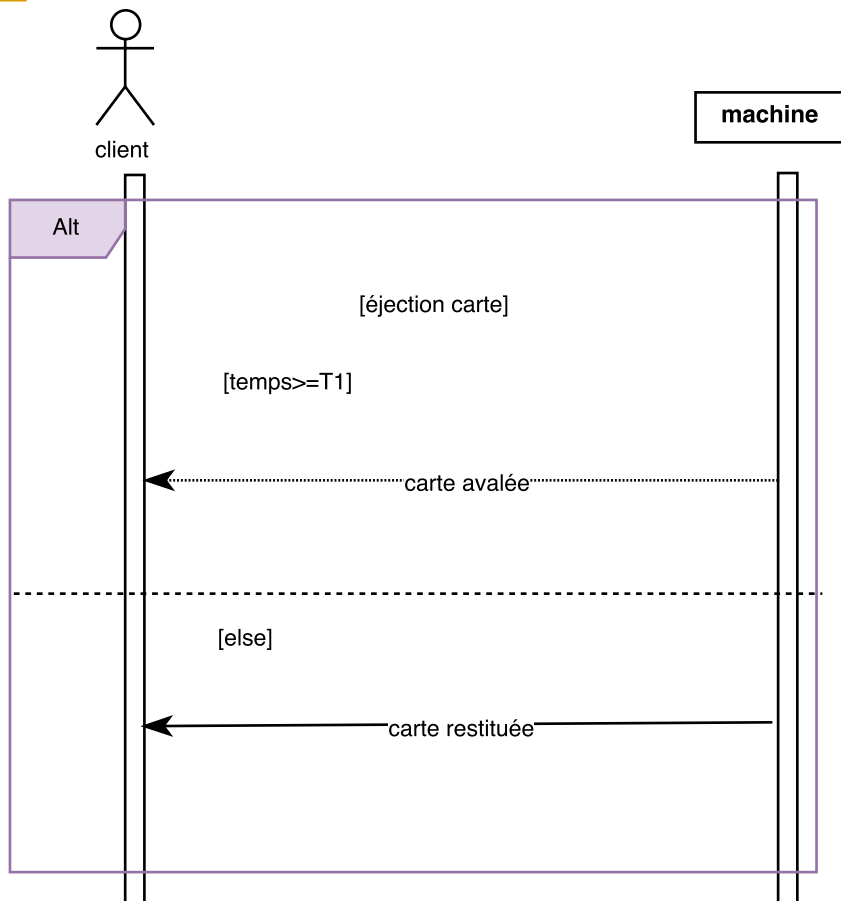 client
machine
Alt
[éjection carte]
[temps>=T1]
carte avalée
[else]
carte restituée